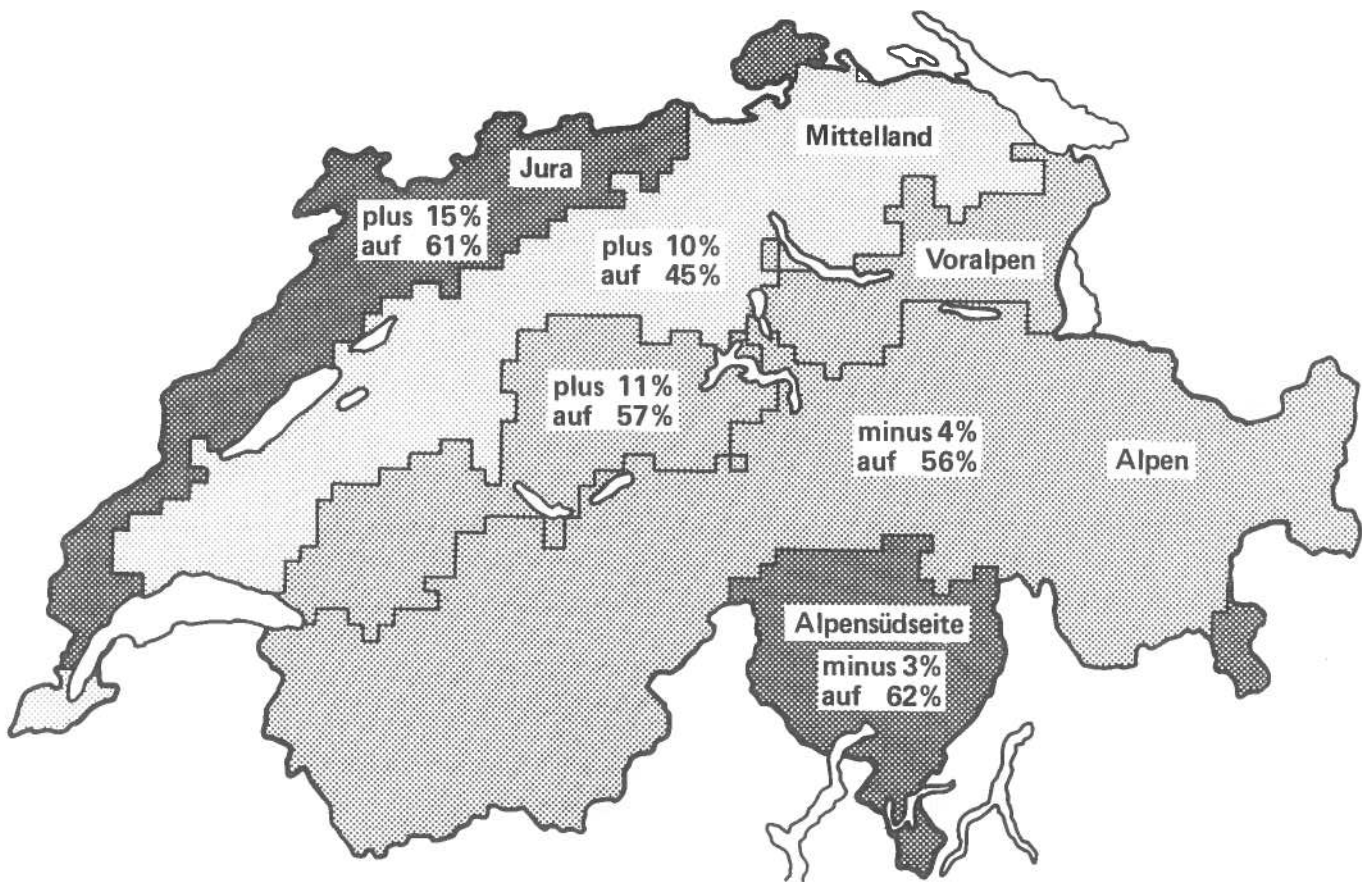 Mittelland
Jura
plus 15%
auf 61%
plus 10%
auf 45%
Voralpen
plus 11%
auf 57%
minus 4%
auf 56%
Alpen
Alpensüdseite
minus 3%
auf 62%